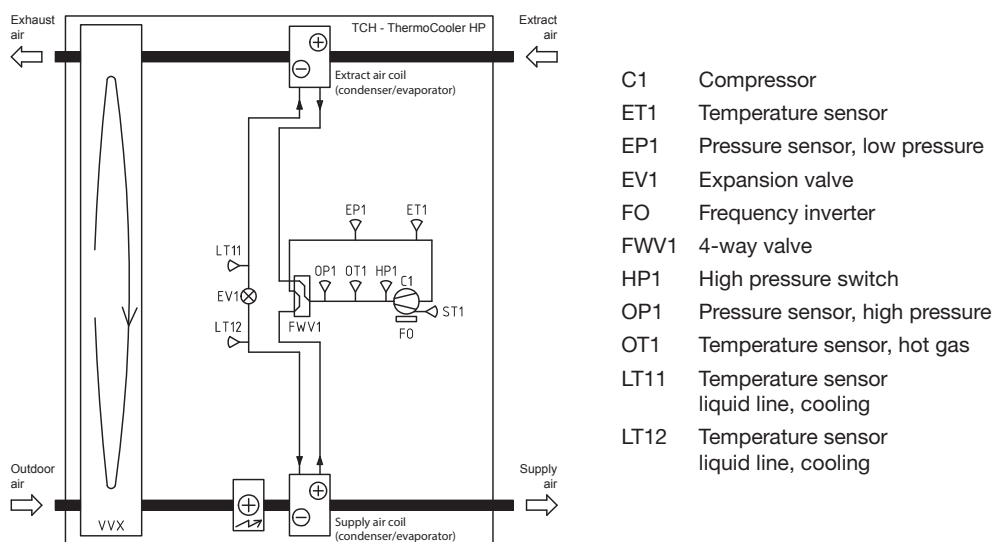 Exhaust
air
TCH - ThermoCooler HP
Extract
air
Extract air coil
(condenser/evaporator)
EP1
ET1
LT11
OP1
OT1
HP1
C1
EV1
ST1
LT12
FWV1
FO
Outdoor
air
Supply
air
VVX
Supply air coil
(condenser/evaporator)
C1 Compressor
ET1 Temperature sensor
EP1 Pressure sensor, low pressure
EV1 Expansion valve
FO Frequency inverter
FWV1 4-way valve
HP1 High pressure switch
OP1 Pressure sensor, high pressure
OT1 Temperature sensor, hot gas
LT11 Temperature sensor
liquid line, cooling
LT12 Temperature sensor
liquid line, cooling